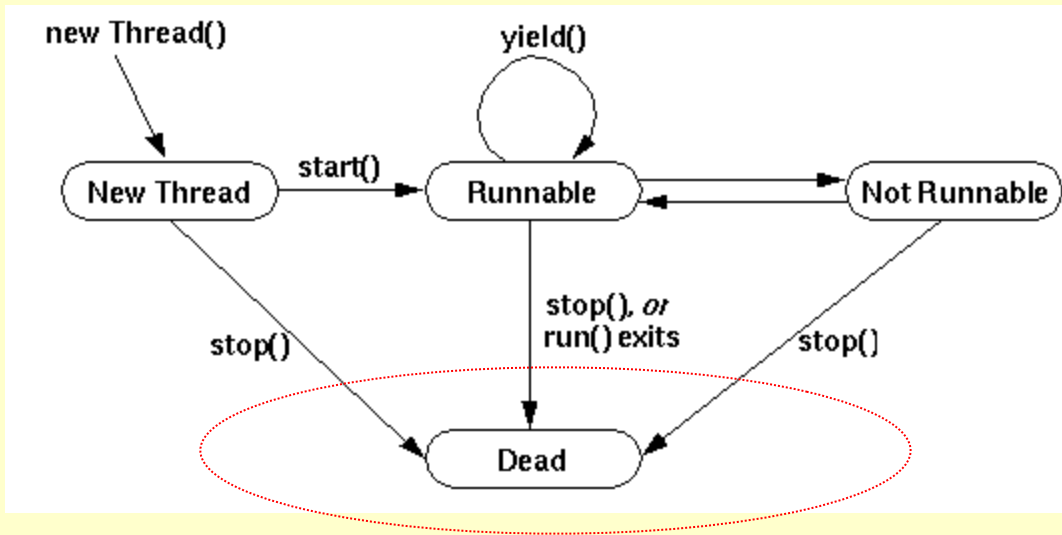 new Thread()
yield()
New Thread
start()
Runnable
Not Runnable
stop()
stop(), or
run() exits
stop()
Dead